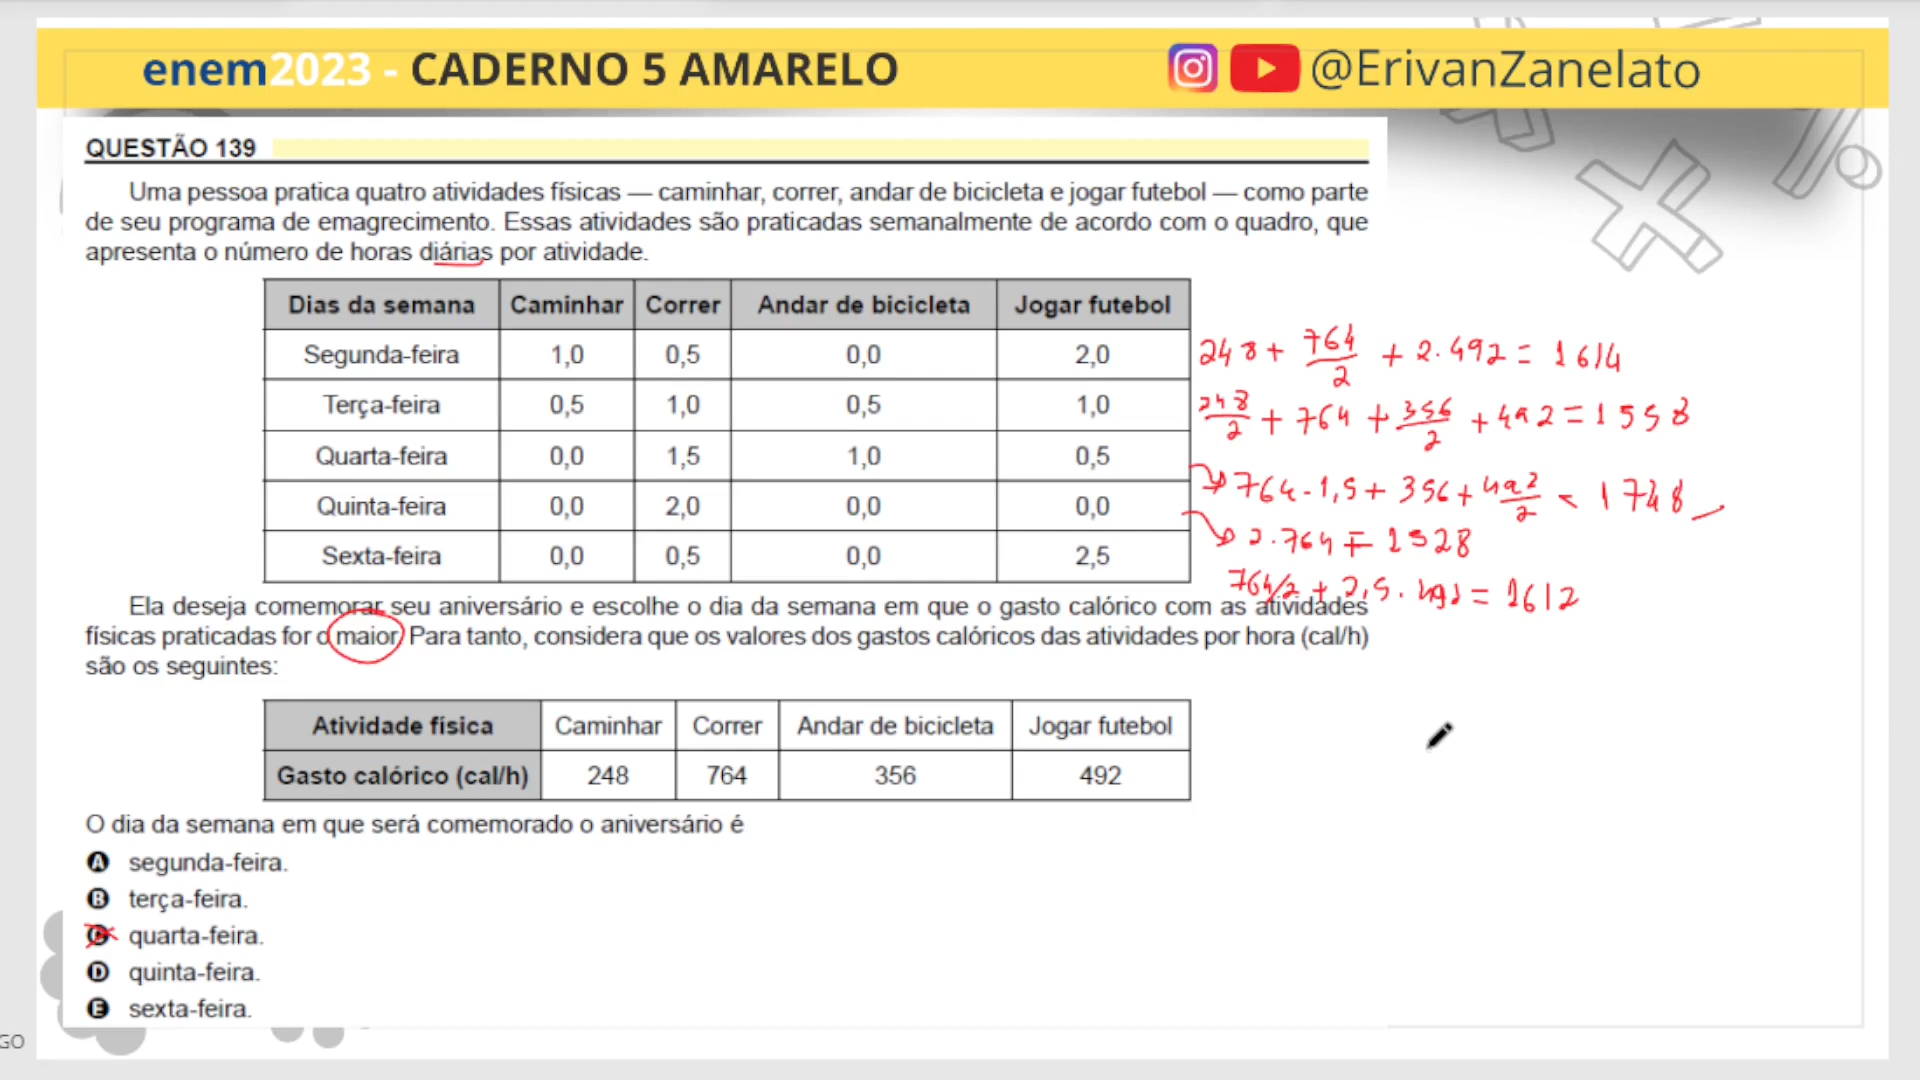 enem2023 - CADERNO 5 AMARELO
@ErivanZanelato
QUESTÃO 139
Uma pessoa pratica quatro atividades físicas — caminhar, correr, andar de bicicleta e jogar futebol — como parte
de seu programa de emagrecimento. Essas atividades são praticadas semanalmente de acordo com o quadro, que
apresenta o número de horas diárias por atividade.
Dias da semana Caminhar Correr Andar de bicicleta Jogar futebol
Segunda-feira 1,0 0,5 0,0 2,0
248 + 764/2 + 2.492 = 1614
Terça-feira 0,5 1,0 0,5 1,0
248/2 + 764 + 356/2 + 492 = 1558
Quarta-feira 0,0 1,5 1,0 0,5
764.1,5 + 356 + 492/2 = 1748
Quinta-feira 0,0 2,0 0,0 0,0
2.764 = 1528
Sexta-feira 0,0 0,5 0,0 2,5
764/2 + 2,5.492 = 1612
Ela deseja comemorar seu aniversário e escolhe o dia da semana em que o gasto calórico com as atividades
físicas praticadas for o maior. Para tanto, considera que os valores dos gastos calóricos das atividades por hora (cal/h)
são os seguintes:
Atividade física Caminhar Correr Andar de bicicleta Jogar futebol
Gasto calórico (cal/h) 248 764 356 492
O dia da semana em que será comemorado o aniversário é
A segunda-feira.
B terça-feira.
C quarta-feira.
D quinta-feira.
E sexta-feira.
GO